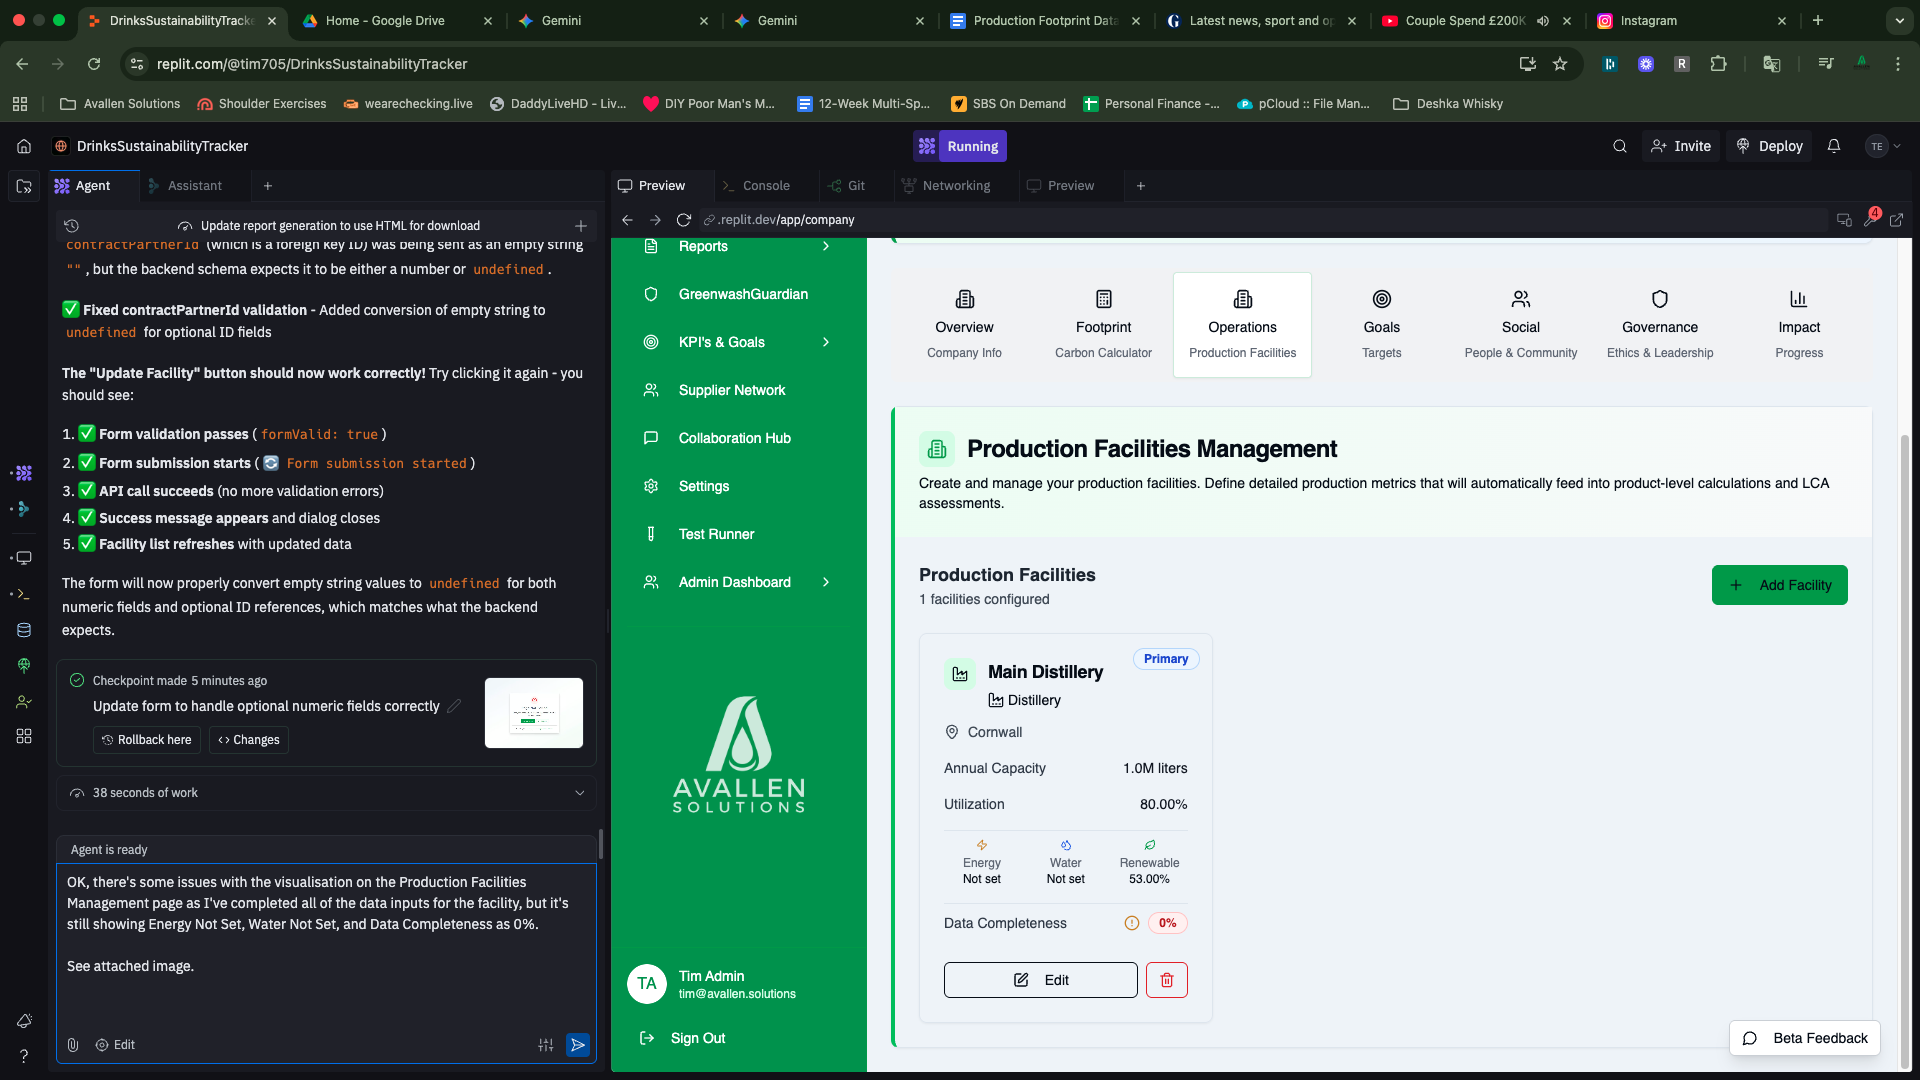 DrinksSustainabilityTracke
Home - Google Drive
Gemini
Gemini
Production Footprint Data
Latest news, sport and op
Couple Spend £200K
Instagram
replit.com/@tim705/DrinksSustainabilityTracker
R
Avallen Solutions
Shoulder Exercises
wearechecking.live
DaddyLiveHD - Liv...
DIY Poor Man's M...
12-Week Multi-Sp...
SBS On Demand
Personal Finance -...
pCloud :: File Man...
Deshka Whisky
DrinksSustainabilityTracker
Running
Invite
Deploy
TE
Agent
Assistant
Preview
Console
Git
Networking
Preview
Update report generation to use HTML for download
.replit.dev/app/company
4
contractPartnerId (which is a foreign key ID) was being sent as an empty string
"" , but the backend schema expects it to be either a number or undefined .
✅ Fixed contractPartnerId validation - Added conversion of empty string to
undefined for optional ID fields
The "Update Facility" button should now work correctly! Try clicking it again - you
should see:
1. ✅ Form validation passes ( formValid: true )
2. ✅ Form submission starts ( 🔄 Form submission started )
3. ✅ API call succeeds (no more validation errors)
4. ✅ Success message appears and dialog closes
5. ✅ Facility list refreshes with updated data
The form will now properly convert empty string values to undefined for both
numeric fields and optional ID references, which matches what the backend
expects.
Checkpoint made 5 minutes ago
Update form to handle optional numeric fields correctly
Rollback here
Changes
38 seconds of work
Agent is ready
OK, there's some issues with the visualisation on the Production Facilities
Management page as I've completed all of the data inputs for the facility, but it's
still showing Energy Not Set, Water Not Set, and Data Completeness as 0%.
See attached image.
Edit
Reports
GreenwashGuardian
KPI's & Goals
Supplier Network
Collaboration Hub
Settings
Test Runner
Admin Dashboard
AVALLEN
SOLUTIONS
TA
Tim Admin
tim@avallen.solutions
Sign Out
Overview
Company Info
Footprint
Carbon Calculator
Operations
Production Facilities
Goals
Targets
Social
People & Community
Governance
Ethics & Leadership
Impact
Progress
Production Facilities Management
Create and manage your production facilities. Define detailed production metrics that will automatically feed into product-level calculations and LCA
assessments.
Production Facilities
1 facilities configured
Add Facility
Primary
Main Distillery
Distillery
Cornwall
Annual Capacity 1.0M liters
Utilization 80.00%
Energy Water Renewable
Not set Not set 53.00%
Data Completeness 0%
Edit
Beta Feedback